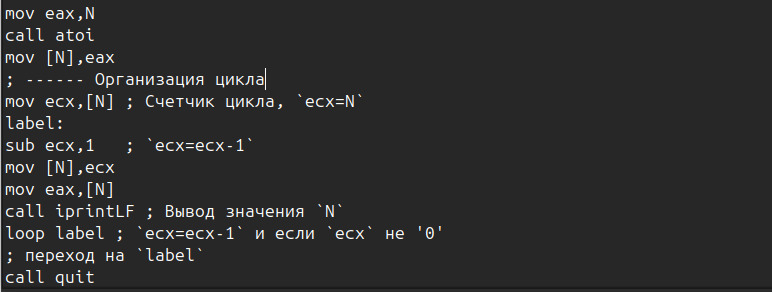 mov eax,N
call atoi
mov [N],eax
; ------ Организация цикла
mov ecx,[N] ; Счетчик цикла, `ecx=N`
label:
sub ecx,1   ; `ecx=ecx-1`
mov [N],ecx
mov eax,[N]
call iprintLF ; Вывод значения `N`
loop label ; `ecx=ecx-1` и если `ecx` не '0'
; переход на `label`
call quit